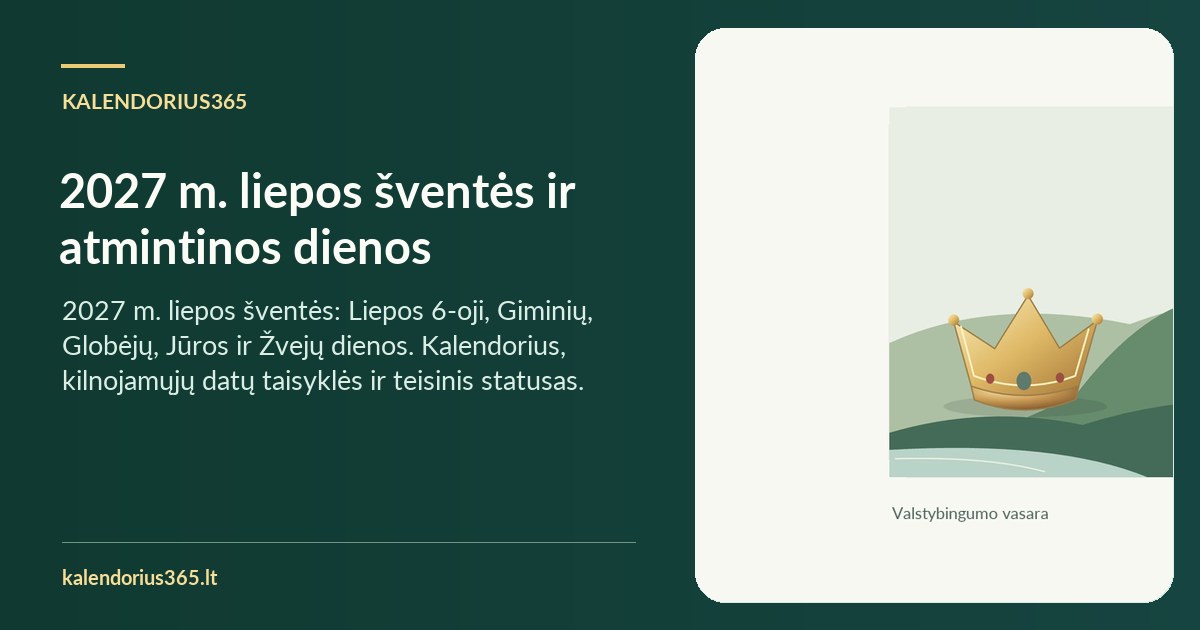 KALENDORIUS365
2027 m. liepos šventės ir
atmintinos dienos
2027 m. liepos šventės: Liepos 6-oji, Giminių,
Globėjų, Jūros ir Žvejų dienos. Kalendorius,
kilnojamųjų datų taisyklės ir teisinis statusas.
kalendorius365.lt
Valstybingumo vasara